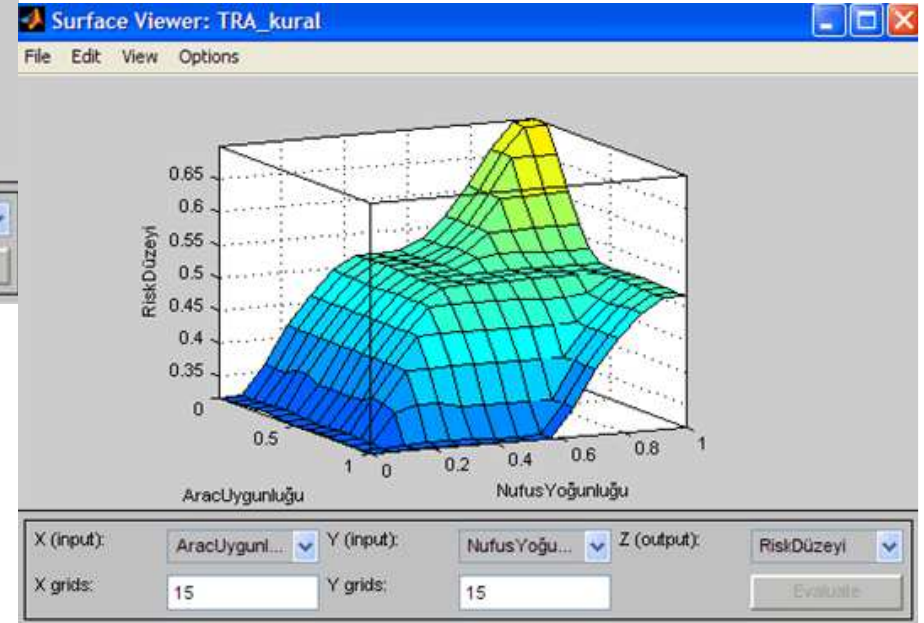 Surface Viewer: TRA_kural
File Edit View Options
0.65
0.6
0.55
0.5
0.45
0.4
0.35
RiskDüzeyi
0
0.5
1
AracUygunluğu
0
0.2
0.4
0.6
0.8
1
NufusYoğunluğu
X (input): AracUygunl... Y (input): NufusYoğu... Z (output): RiskDüzeyi
X grids: 15 Y grids: 15 Evaluate